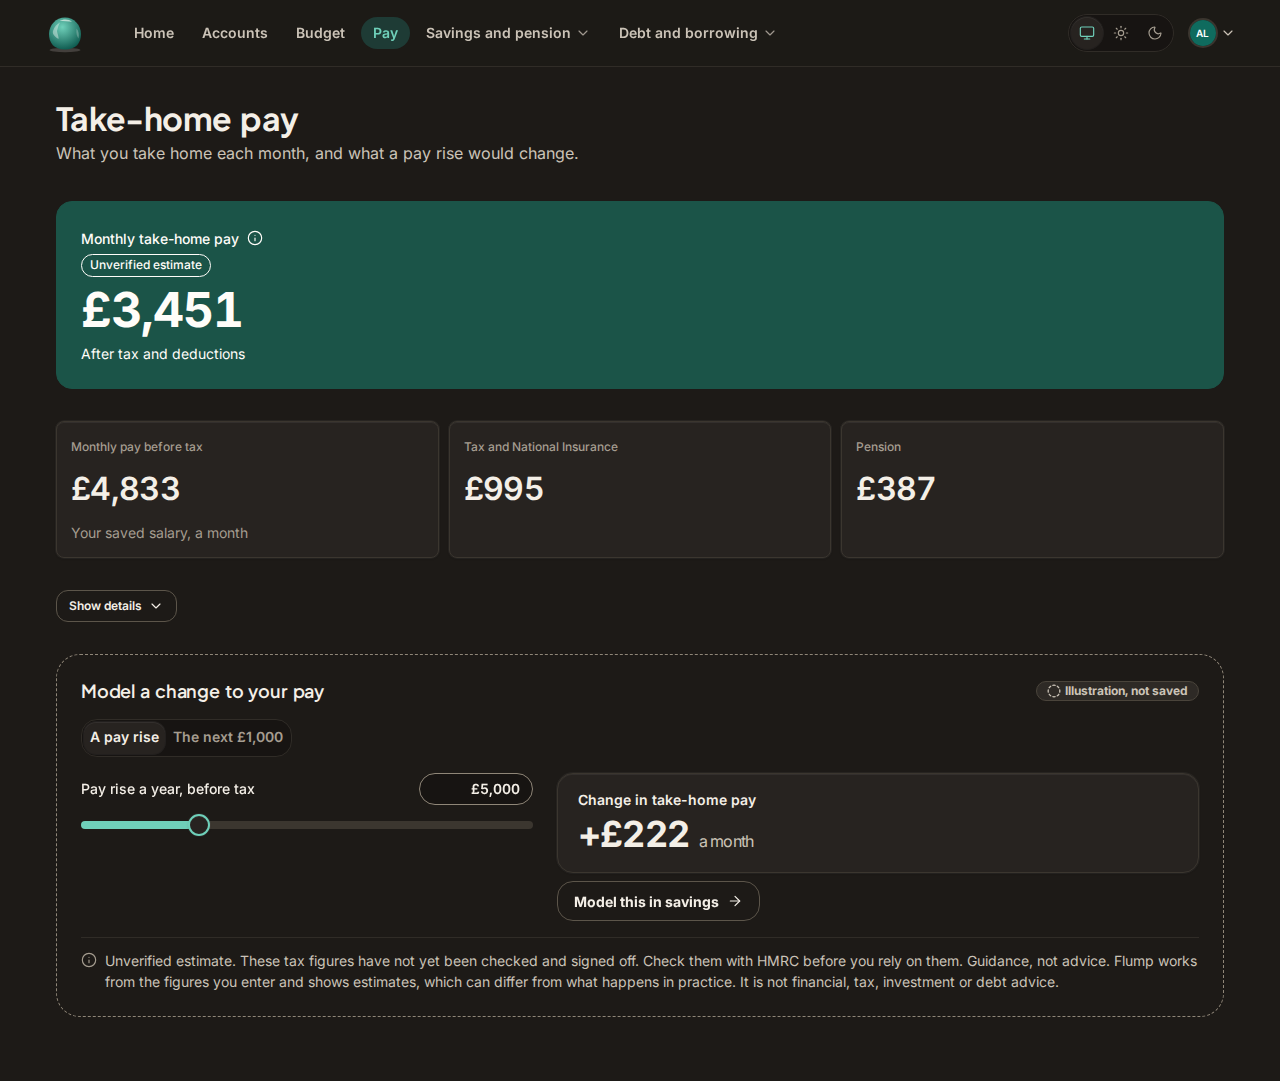 Home
Accounts
Budget
Pay
Savings and pension
Debt and borrowing
AL
Take-home pay
What you take home each month, and what a pay rise would change.
Monthly take-home pay
Unverified estimate
£3,451
After tax and deductions
Monthly pay before tax
£4,833
Your saved salary, a month
Tax and National Insurance
£995
Pension
£387
Show details
Model a change to your pay
Illustration, not saved
A pay rise
The next £1,000
Pay rise a year, before tax
£5,000
Change in take-home pay
+£222 a month
Model this in savings
Unverified estimate. These tax figures have not yet been checked and signed off. Check them with HMRC before you rely on them. Guidance, not advice. Flump works
from the figures you enter and shows estimates, which can differ from what happens in practice. It is not financial, tax, investment or debt advice.